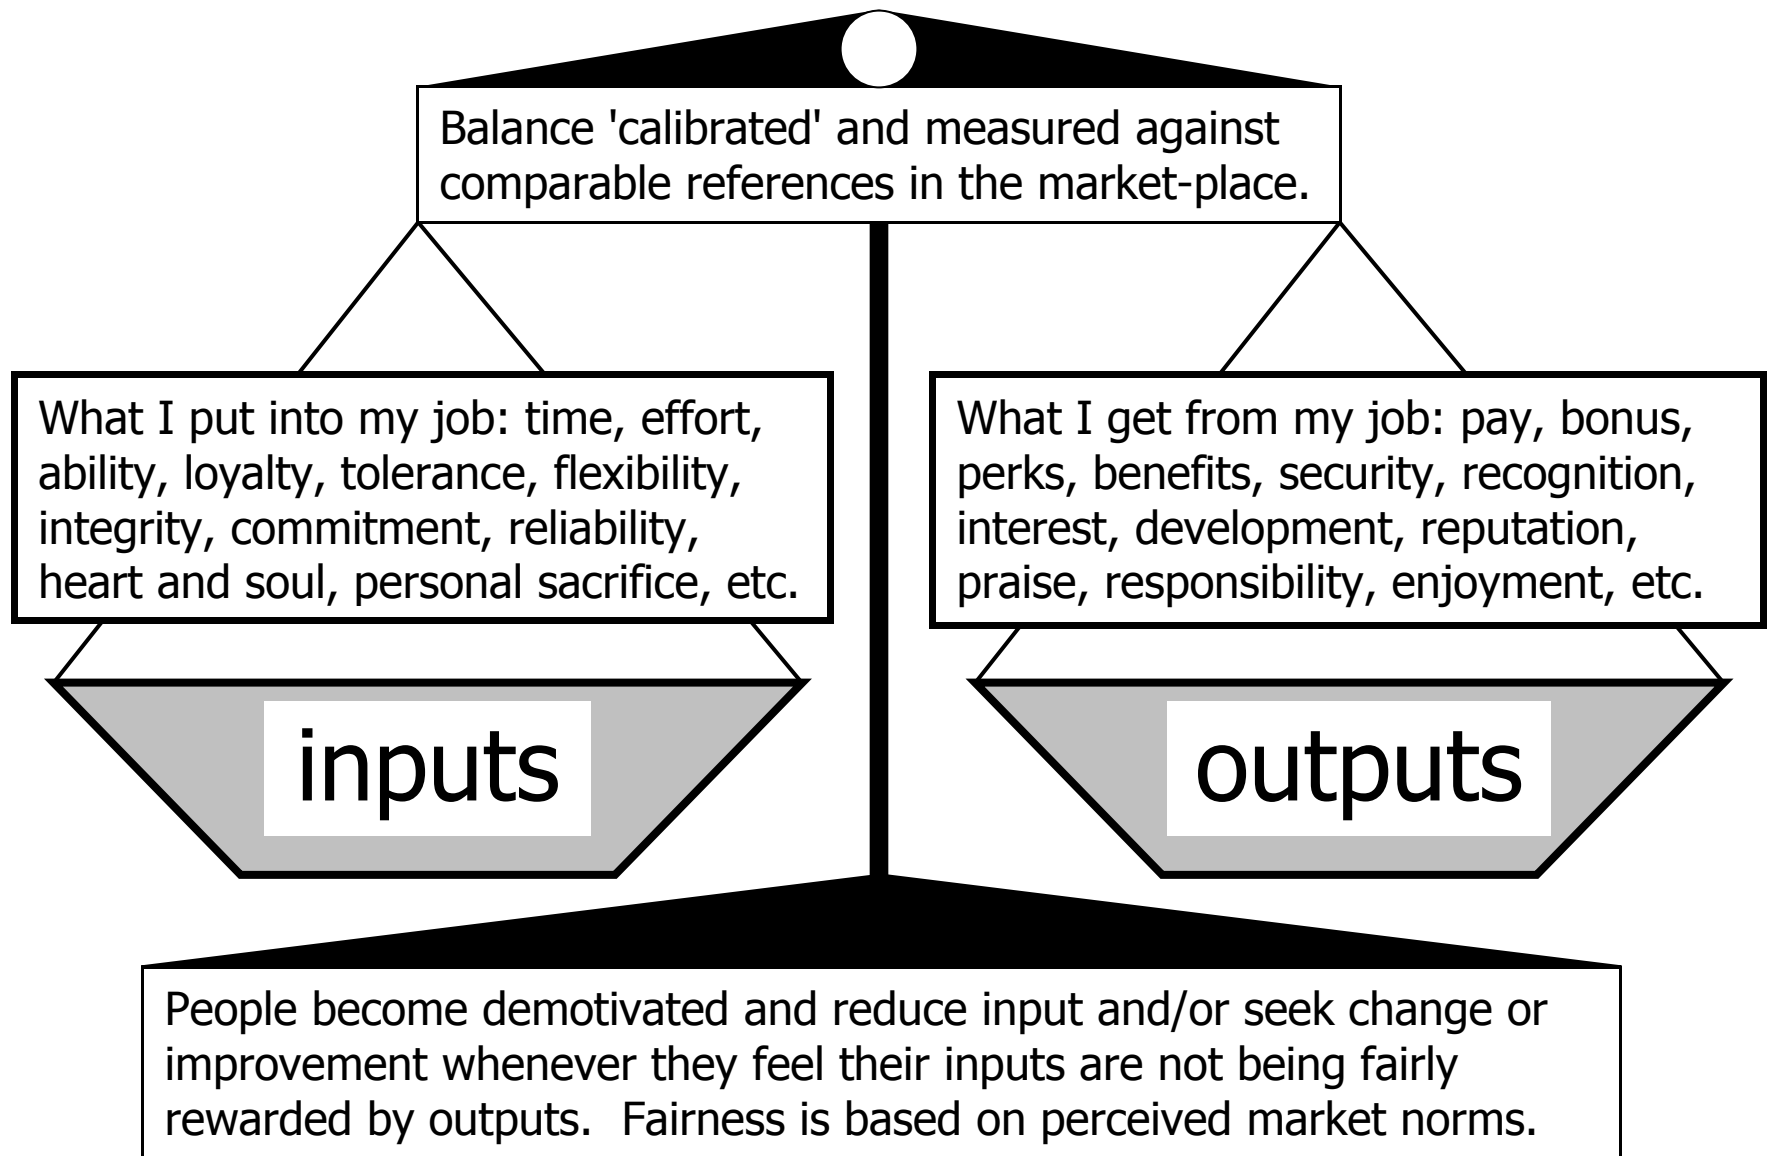 Balance 'calibrated' and measured against
comparable references in the market-place.
What I put into my job: time, effort,
ability, loyalty, tolerance, flexibility,
integrity, commitment, reliability,
heart and soul, personal sacrifice, etc.
What I get from my job: pay, bonus,
perks, benefits, security, recognition,
interest, development, reputation,
praise, responsibility, enjoyment, etc.
inputs
outputs
People become demotivated and reduce input and/or seek change or
improvement whenever they feel their inputs are not being fairly
rewarded by outputs.  Fairness is based on perceived market norms.